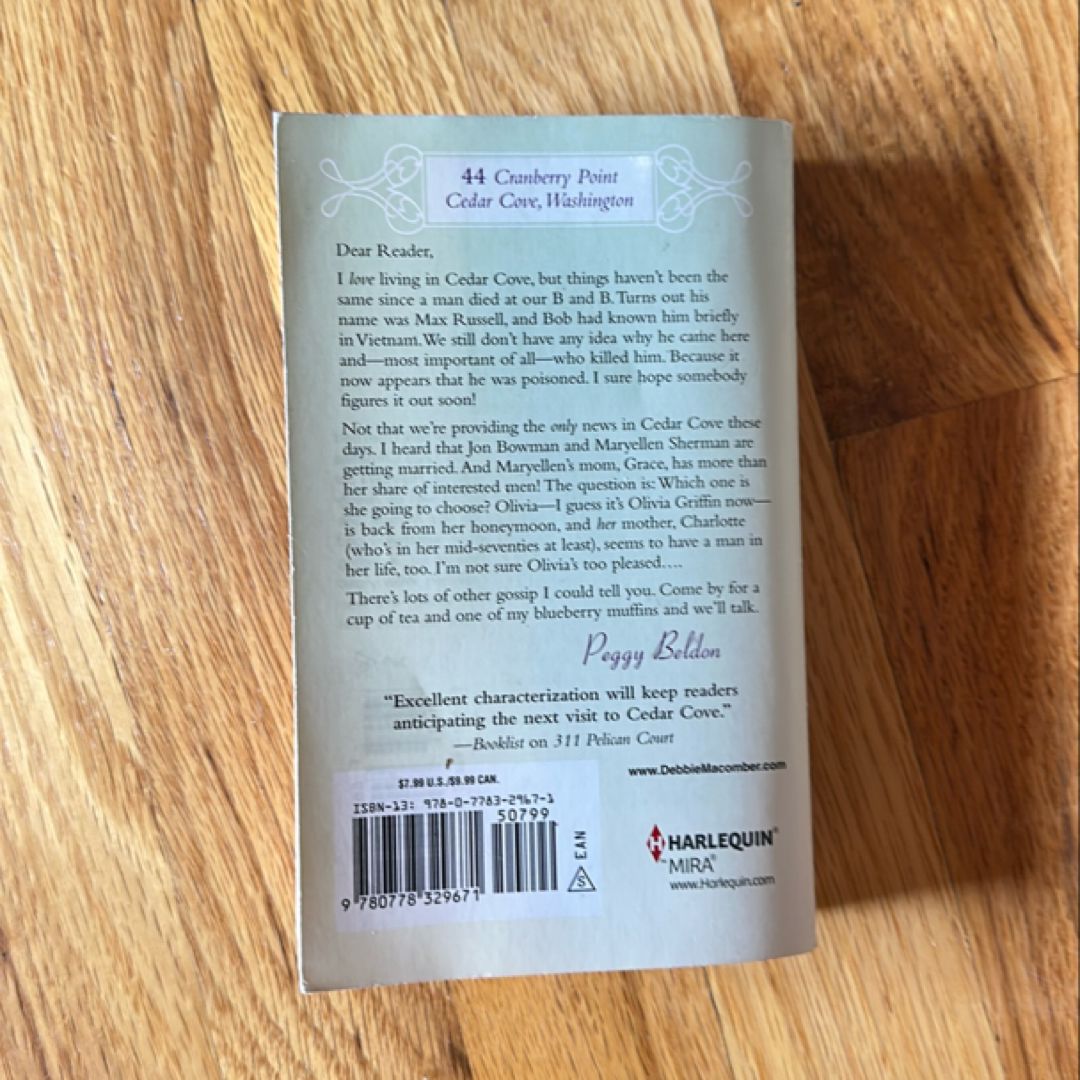 44 Cranberry Point
Cedar Cove, Washington
Dear Reader,
I love living in Cedar Cove, but things haven't been the
same since a man died at our B and B. Turns out his
name was Max Russell, and Bob had known him briefly
in Vietnam. We still don't have any idea why he came here
and—most important of all—who killed him. Because it
now appears that he was poisoned. I sure hope somebody
figures it out soon!
Not that we're providing the only news in Cedar Cove these
days. I heard that Jon Bowman and Maryellen Sherman are
getting married. And Maryellen's mom, Grace, has more than
her share of interested men! The question is: Which one is
she going to choose? Olivia—I guess it's Olivia Griffin now—
is back from her honeymoon, and her mother, Charlotte
(who's in her mid-seventies at least), seems to have a man in
her life, too. I'm not sure Olivia's too pleased....
There's lots of other gossip I could tell you. Come by for a
cup of tea and one of my blueberry muffins and we'll talk.
Peggy Beldon
"Excellent characterization will keep readers
anticipating the next visit to Cedar Cove."
—Booklist on 311 Pelican Court
$7.99 U.S./$9.99 CAN.
ISBN-13: 978-0-7783-2967-1
50799
EAN
S
9 780778 329671
www.DebbieMacomber.com
H HARLEQUIN®
™ MIRA®
www.Harlequin.com